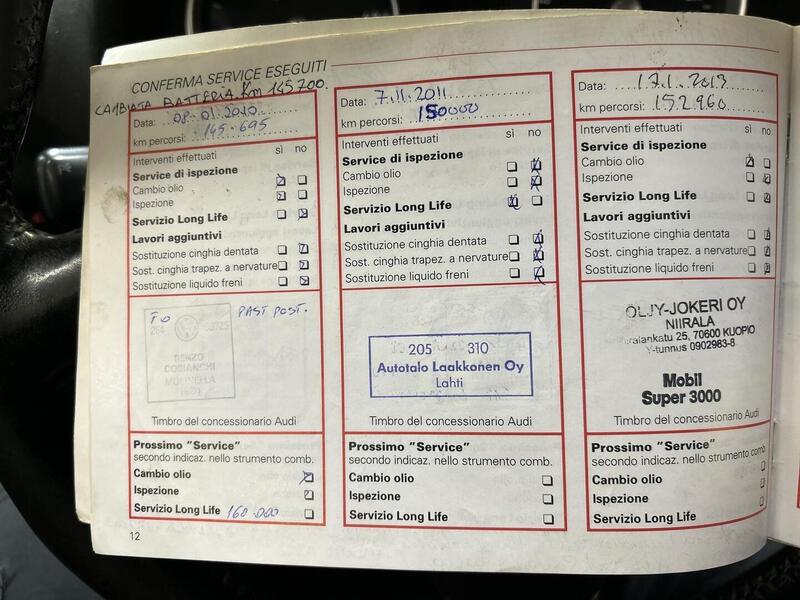 CONFERMA SERVICE ESEGUITI
CAMBIATA BATTERIA Km 145700.
Data: 08.01.2010
km percorsi: 145.695
Interventi effettuati sì no
Service di ispezione
Cambio olio
Ispezione
Servizio Long Life
Lavori aggiuntivi
Sostituzione cinghia dentata
Sost. cinghia trapez. a nervature
Sostituzione liquido freni
TO PAST POST.
RENZO
COBIANCHI
Timbro del concessionario Audi
Prossimo "Service"
secondo indicaz. nello strumento comb.
Cambio olio
Ispezione
Servizio Long Life 160.000
12
Data: 7.11.2011
km percorsi: 150000
Interventi effettuati sì no
Service di ispezione
Cambio olio
Ispezione
Servizio Long Life
Lavori aggiuntivi
Sostituzione cinghia dentata
Sost. cinghia trapez. a nervature
Sostituzione liquido freni
205 310
Autotalo Laakkonen Oy
Lahti
Timbro del concessionario Audi
Prossimo "Service"
secondo indicaz. nello strumento comb.
Cambio olio
Ispezione
Servizio Long Life
Data: 17.1.2013
km percorsi: 152.960
Interventi effettuati sì no
Service di ispezione
Cambio olio
Ispezione
Servizio Long Life
Lavori aggiuntivi
Sostituzione cinghia dentata
Sost. cinghia trapez. a nervature
Sostituzione liquido freni
ÖLJY-JOKERI OY
NIIRALA
25, 70600 KUOPIO
Y-tunnus 0902983-8
Mobil
Super 3000
Timbro del concessionario Audi
Prossimo "Service"
secondo indicaz. nello strumento comb.
Cambio olio
Ispezione
Servizio Long Life